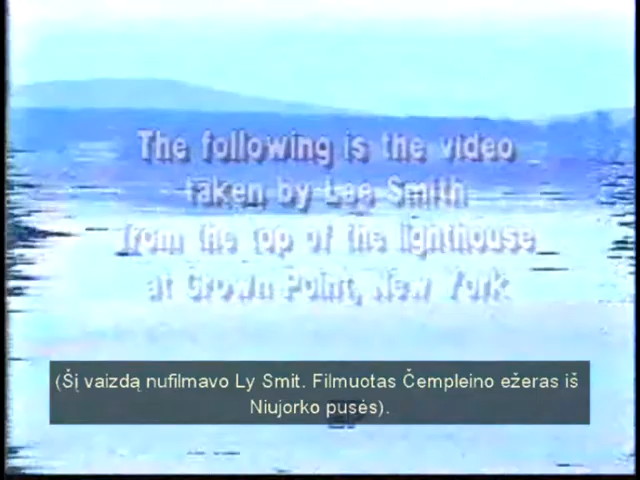 The following is the video
taken by Lee Smith
from the top of the lighthouse
at Crown Point, New York
(Šį vaizdą nufilmavo Ly Smit. Filmuotas Čempleino ežeras iš
Niujorko pusės).